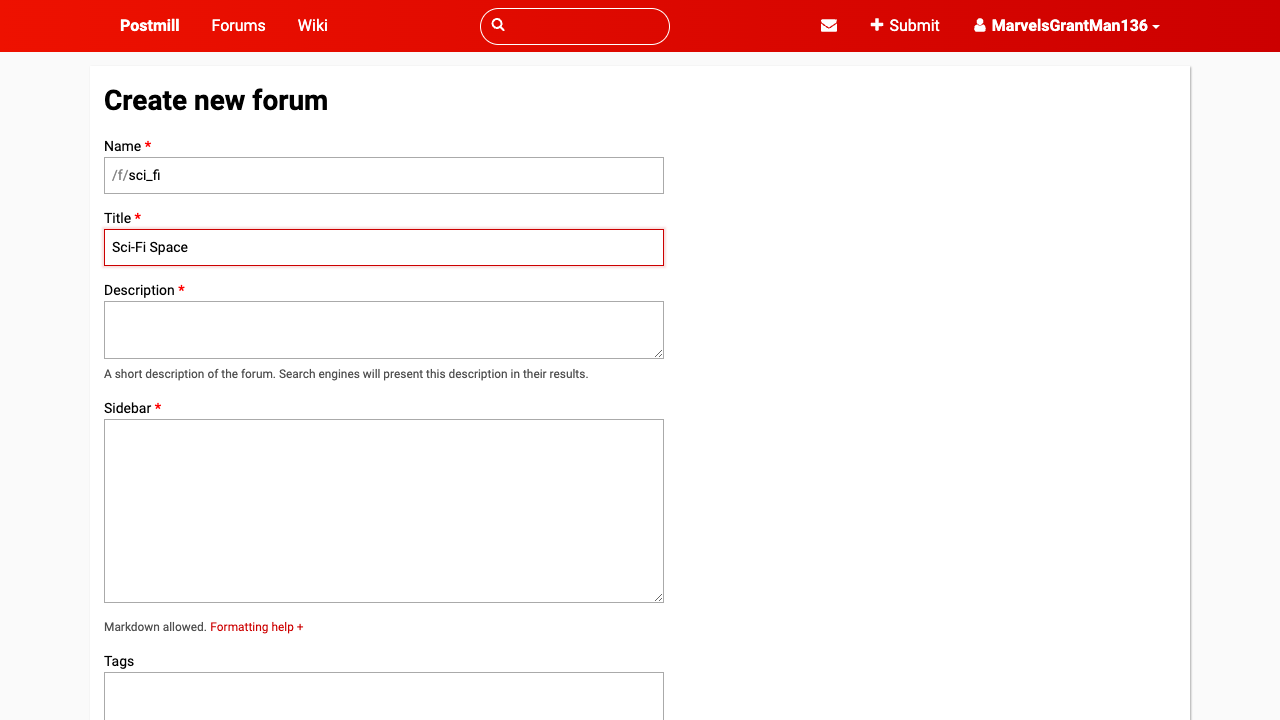 Postmill Forums Wiki Submit MarvelsGrantMan136
Create new forum
Name *
/f/sci_fi
Title *
Sci-Fi Space
Description *
A short description of the forum. Search engines will present this description in their results.
Sidebar *
Markdown allowed. Formatting help +
Tags